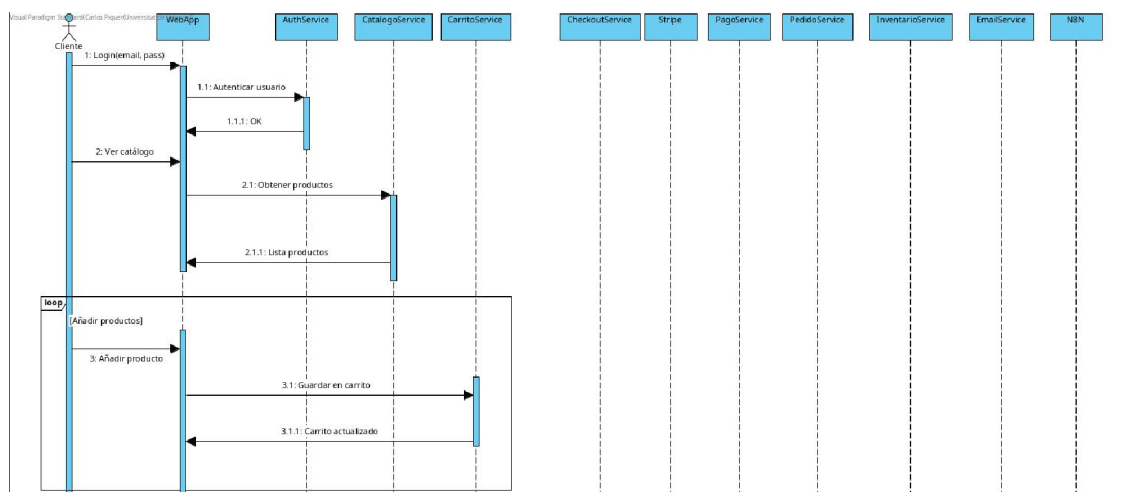 Visual Paradigm Standard(Carlos Piquer(Universitat
WebApp
AuthService
CatalogoService
CarritoService
CheckoutService
Stripe
PagoService
PedidoService
InventarioService
EmailService
N8N
Cliente
1: Login(email, pass)
1.1: Autenticar usuario
1.1.1: OK
2: Ver catálogo
2.1: Obtener productos
2.1.1: Lista productos
loop
[Añadir productos]
3: Añadir producto
3.1: Guardar en carrito
3.1.1: Carrito actualizado